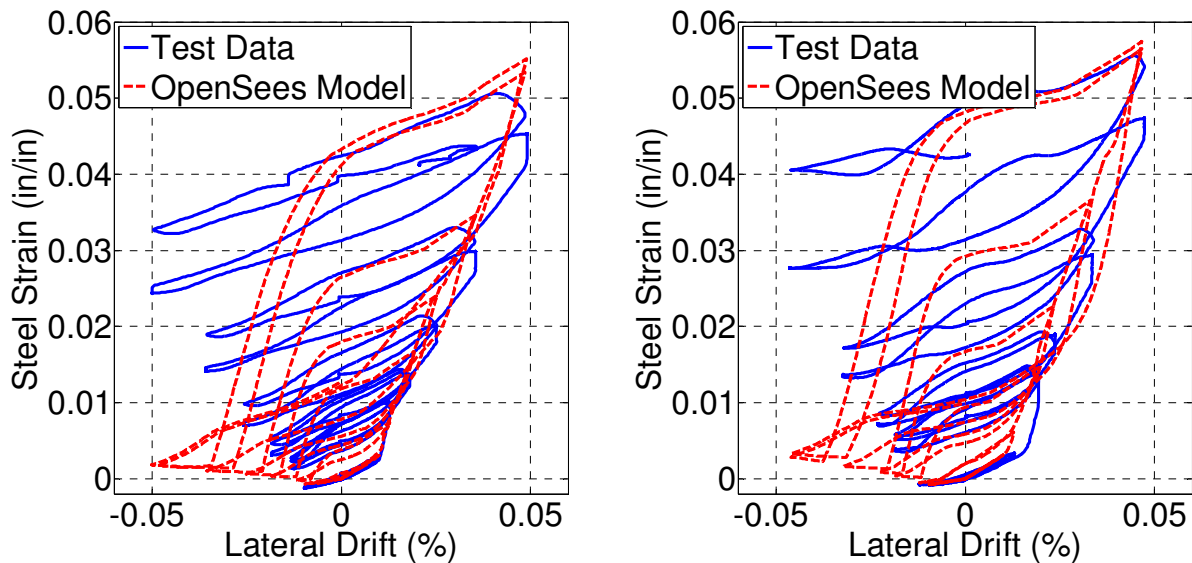 0.06
0.05
0.04
0.03
0.02
0.01
0
Steel Strain (in/in)
Test Data
OpenSees Model
-0.05
0
0.05
Lateral Drift (%)
0.06
0.05
0.04
0.03
0.02
0.01
0
Steel Strain (in/in)
Test Data
OpenSees Model
-0.05
0
0.05
Lateral Drift (%)